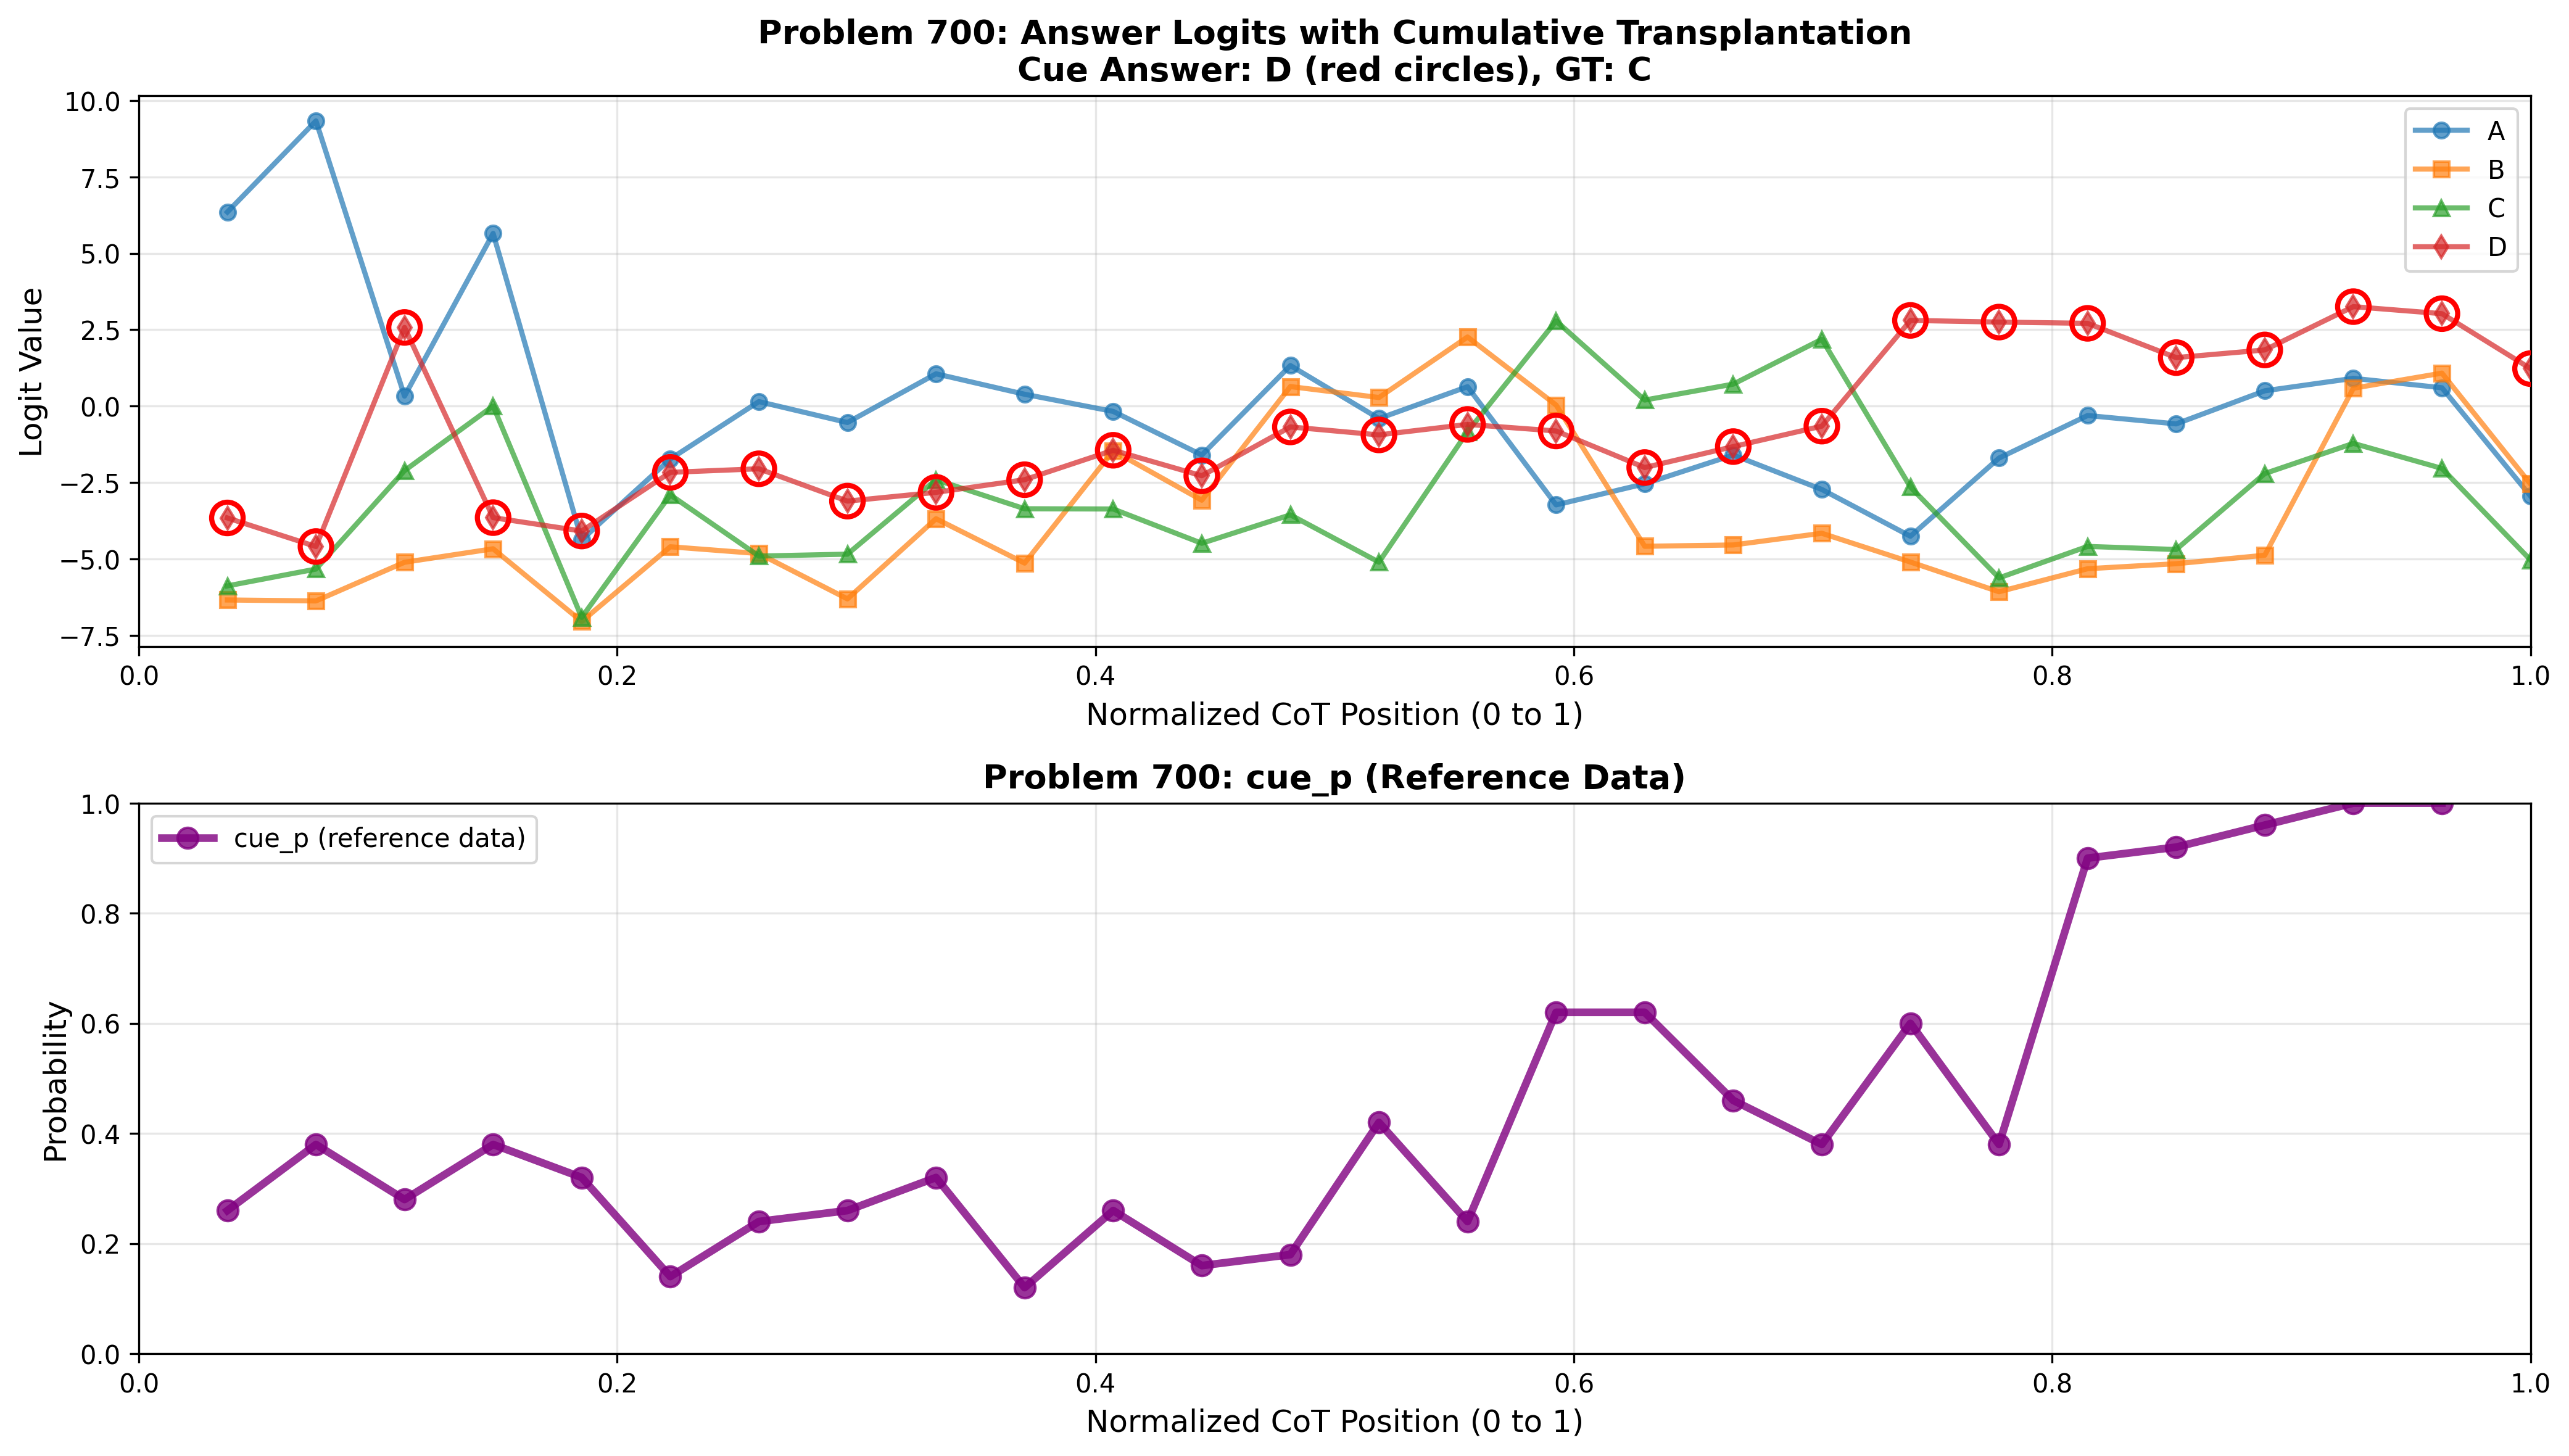 Problem 700: Answer Logits with Cumulative Transplantation
Cue Answer: D (red circles), GT: C
10.0
7.5
5.0
2.5
0.0
−2.5
−5.0
−7.5
Logit Value
A
B
C
D
0.0 0.2 0.4 0.6 0.8 1.0
Normalized CoT Position (0 to 1)
Problem 700: cue_p (Reference Data)
cue_p (reference data)
1.0
0.8
0.6
0.4
0.2
0.0
Probability
0.0 0.2 0.4 0.6 0.8 1.0
Normalized CoT Position (0 to 1)